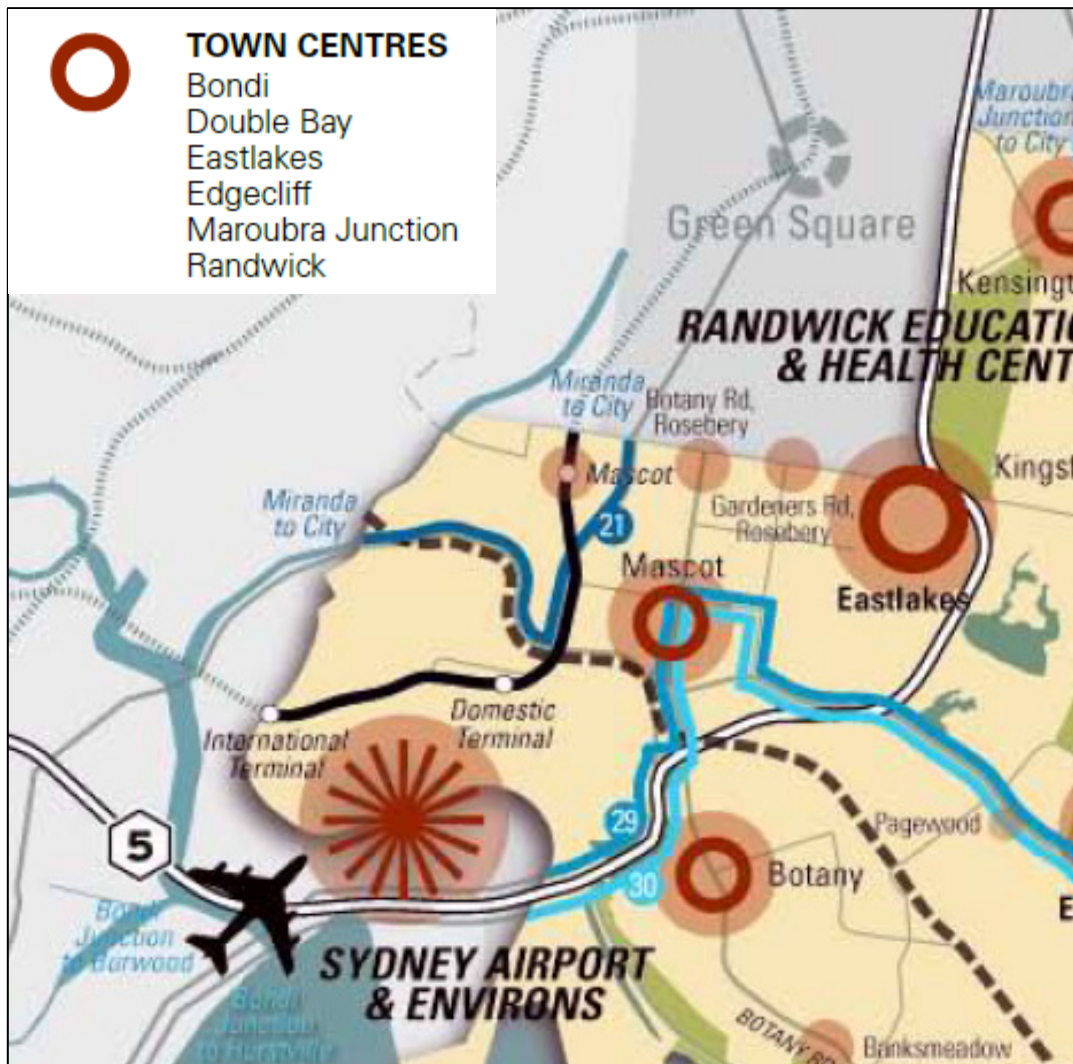 TOWN CENTRES
Bondi
Double Bay
Eastlakes
Edgecliff
Maroubra Junction
Randwick
Maroubra
Junction
to City
Green Square
Kensingt
RANDWICK EDUCATI
& HEALTH CENT
Miranda
to City
Botany Rd,
Rosebery
Mascot
Kingsf
Miranda
to City
Gardeners Rd,
Rosebery
21
Mascot
Eastlakes
Domestic
Terminal
International
Terminal
29
Pagewood
5
30
Botany
E
Bondi
Junction
to Burwood
SYDNEY AIRPORT
& ENVIRONS
Bondi
Junction
BOTANY RD
Banksmeadow